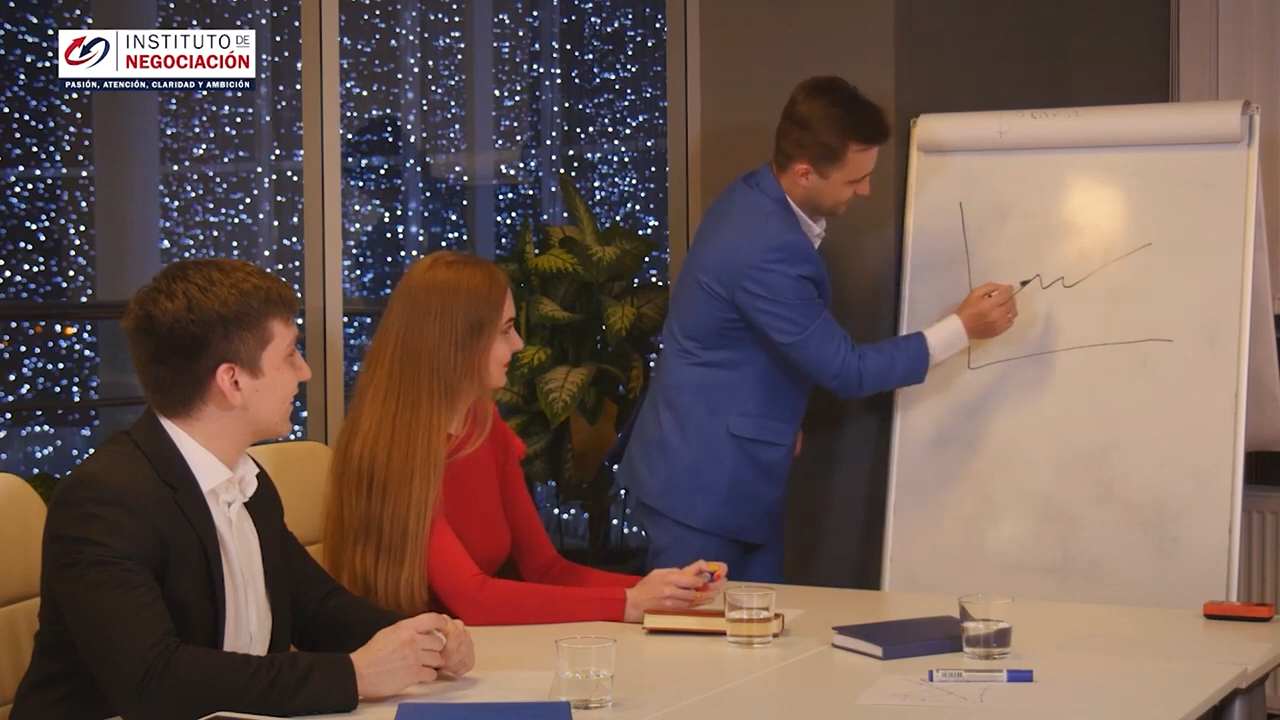 INSTITUTO DE
NEGOCIACIÓN
PASIÓN, ATENCIÓN, CLARIDAD Y AMBICIÓN